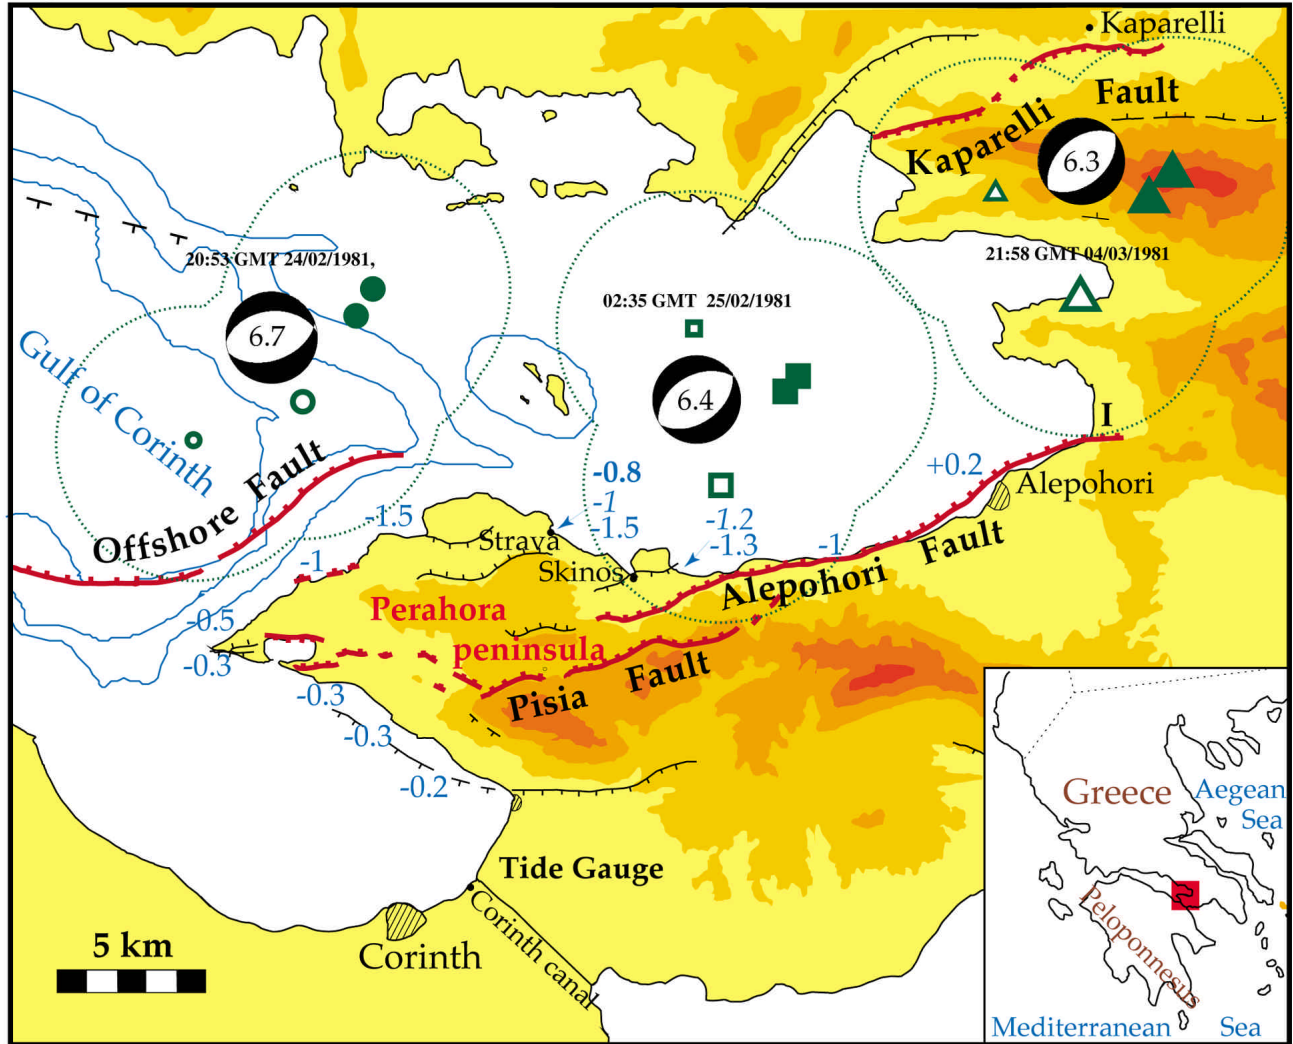 Kaparelli
Kaparelli Fault
6.3
20:53 GMT 24/02/1981,
21:58 GMT 04/03/1981
02:35 GMT 25/02/1981
6.7
Gulf of Corinth
6.4
I
Offshore Fault
-0.8
-1
-1.5
+0.2
Alepohori
-1.5
-1.2
-1.3
-1
Strava
Skinos
-1
Alepohori Fault
Perahora
peninsula
-0.5
-0.3
-0.3
Pisia Fault
-0.3
-0.2
Tide Gauge
Corinth canal
Corinth
5 km
Greece
Aegean
Sea
Peloponnesus
Mediterranean Sea